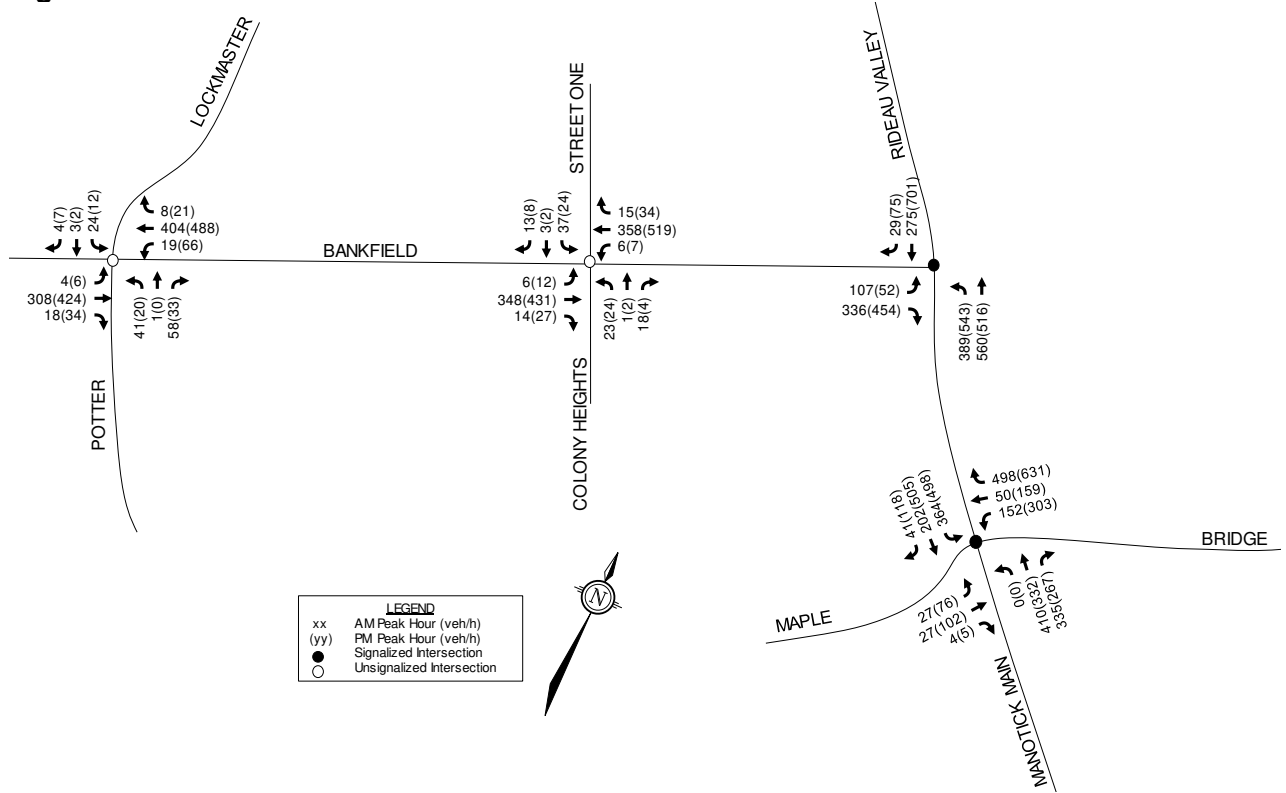 LOCKMASTER
STREET ONE
RIDEAU VALLEY
4(7)
3(2)
24(12)
8(21)
404(488)
19(66)
BANKFIELD
4(6)
308(424)
18(34)
41(20)
1(0)
58(33)
POTTER
13(8)
3(2)
37(24)
15(34)
358(519)
6(7)
6(12)
348(431)
14(27)
23(24)
1(2)
18(4)
COLONY HEIGHTS
29(75)
275(701)
107(52)
336(454)
389(543)
560(516)
41(118)
202(505)
364(498)
498(631)
50(159)
152(303)
BRIDGE
MAPLE
27(76)
27(102)
4(5)
0(0)
410(332)
335(267)
MANOTICK MAIN
N
LEGEND
xx AM Peak Hour (veh/h)
(yy) PM Peak Hour (veh/h)
Signalized Intersection
Unsignalized Intersection